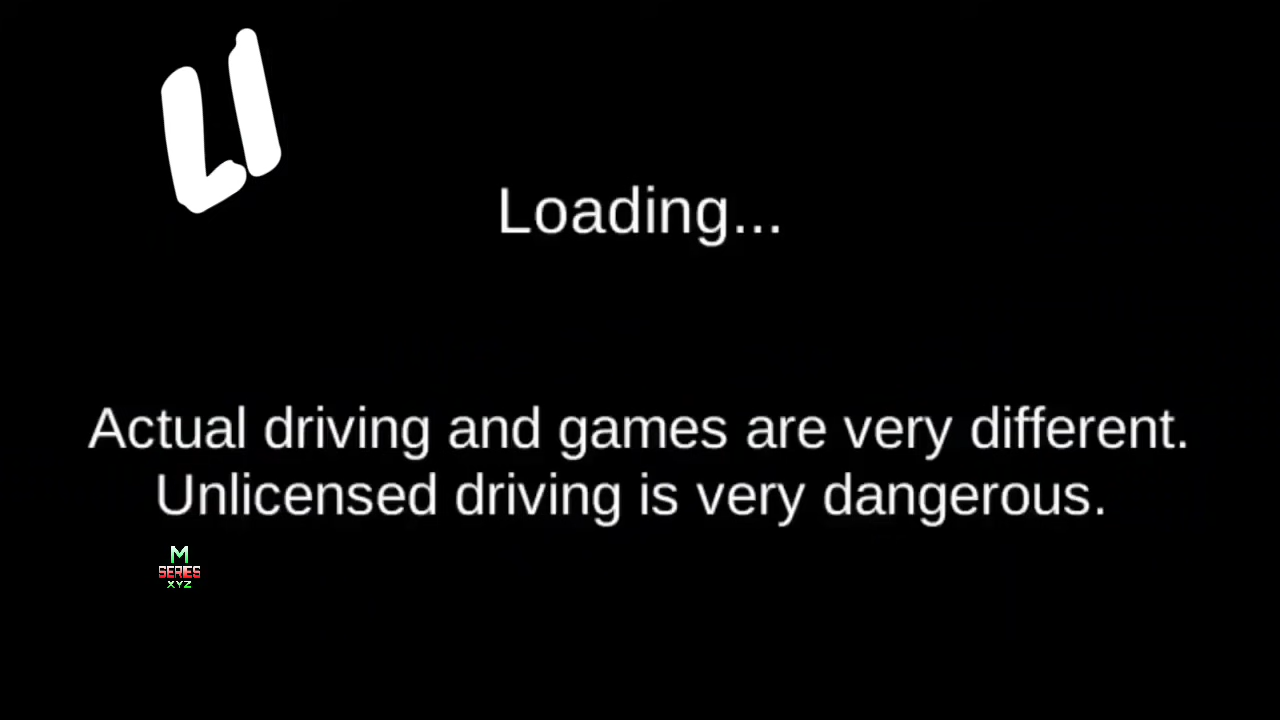 LI
Loading...
Actual driving and games are very different.
Unlicensed driving is very dangerous.
M
SERIES
XYZ